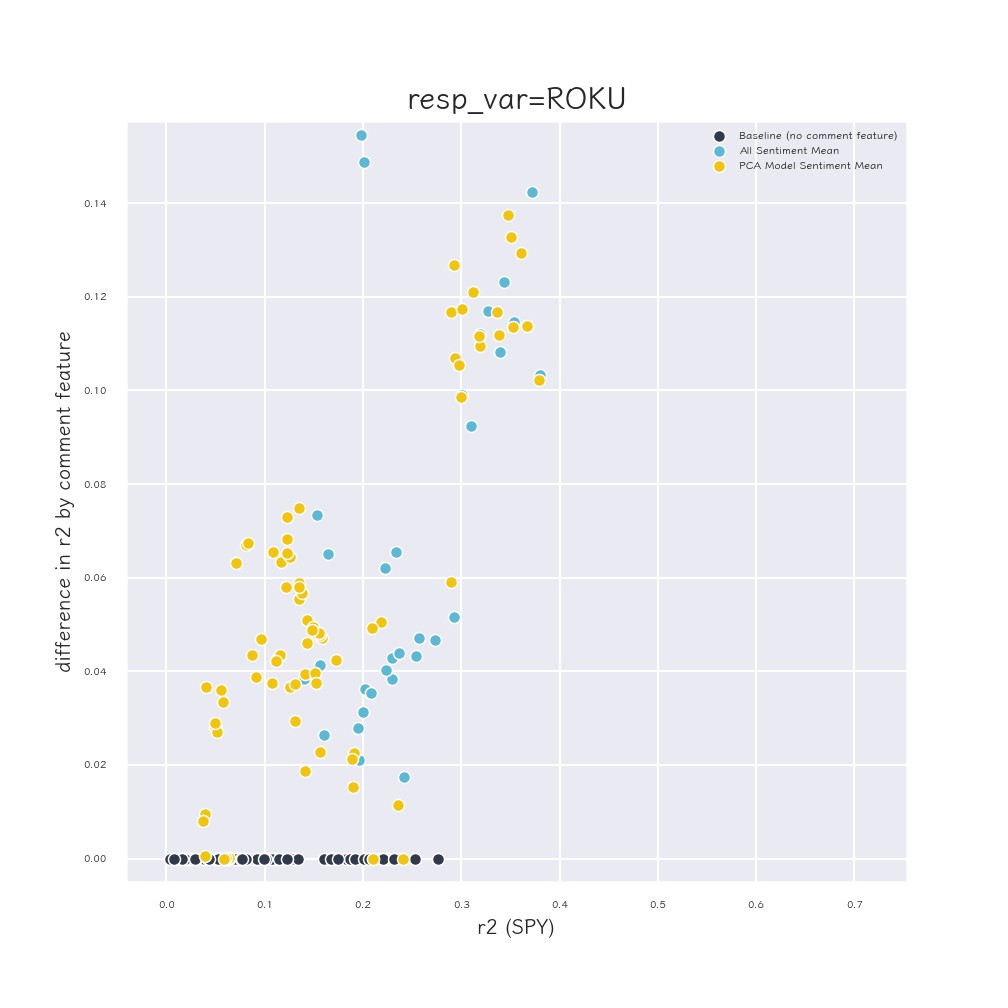 resp_var=ROKU
Baseline (no comment feature)
All Sentiment Mean
PCA Model Sentiment Mean
difference in r2 by comment feature
0.14
0.12
0.10
0.08
0.06
0.04
0.02
0.00
0.0 0.1 0.2 0.3 0.4 0.5 0.6 0.7
r2 (SPY)